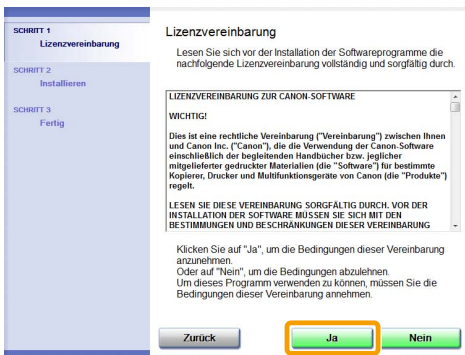 SCHRITT 1
Lizenzvereinbarung
SCHRITT 2
Installieren
SCHRITT 3
Fertig
Lizenzvereinbarung
Lesen Sie sich vor der Installation der Softwareprogramme die
nachfolgende Lizenzvereinbarung vollständig und sorgfältig durch.
LIZENZVEREINBARUNG ZUR CANON-SOFTWARE
WICHTIG!
Dies ist eine rechtliche Vereinbarung ("Vereinbarung") zwischen Ihnen
und Canon Inc. ("Canon"), die die Verwendung der Canon-Software
einschließlich der begleitenden Handbücher bzw. jeglicher
mitgelieferter gedruckter Materialien (die "Software") für bestimmte
Kopierer, Drucker und Multifunktionsgeräte von Canon (die "Produkte")
regelt.
LESEN SIE DIESE VEREINBARUNG SORGFÄLTIG DURCH. VOR DER
INSTALLATION DER SOFTWARE MÜSSEN SIE SICH MIT DEN
BESTIMMUNGEN UND BESCHRÄNKUNGEN DIESER VEREINBARUNG
Klicken Sie auf "Ja", um die Bedingungen dieser Vereinbarung
anzunehmen.
Oder auf "Nein", um die Bedingungen abzulehnen.
Um dieses Programm verwenden zu können, müssen Sie die
Bedingungen dieser Vereinbarung annehmen.
Zurück
Ja
Nein